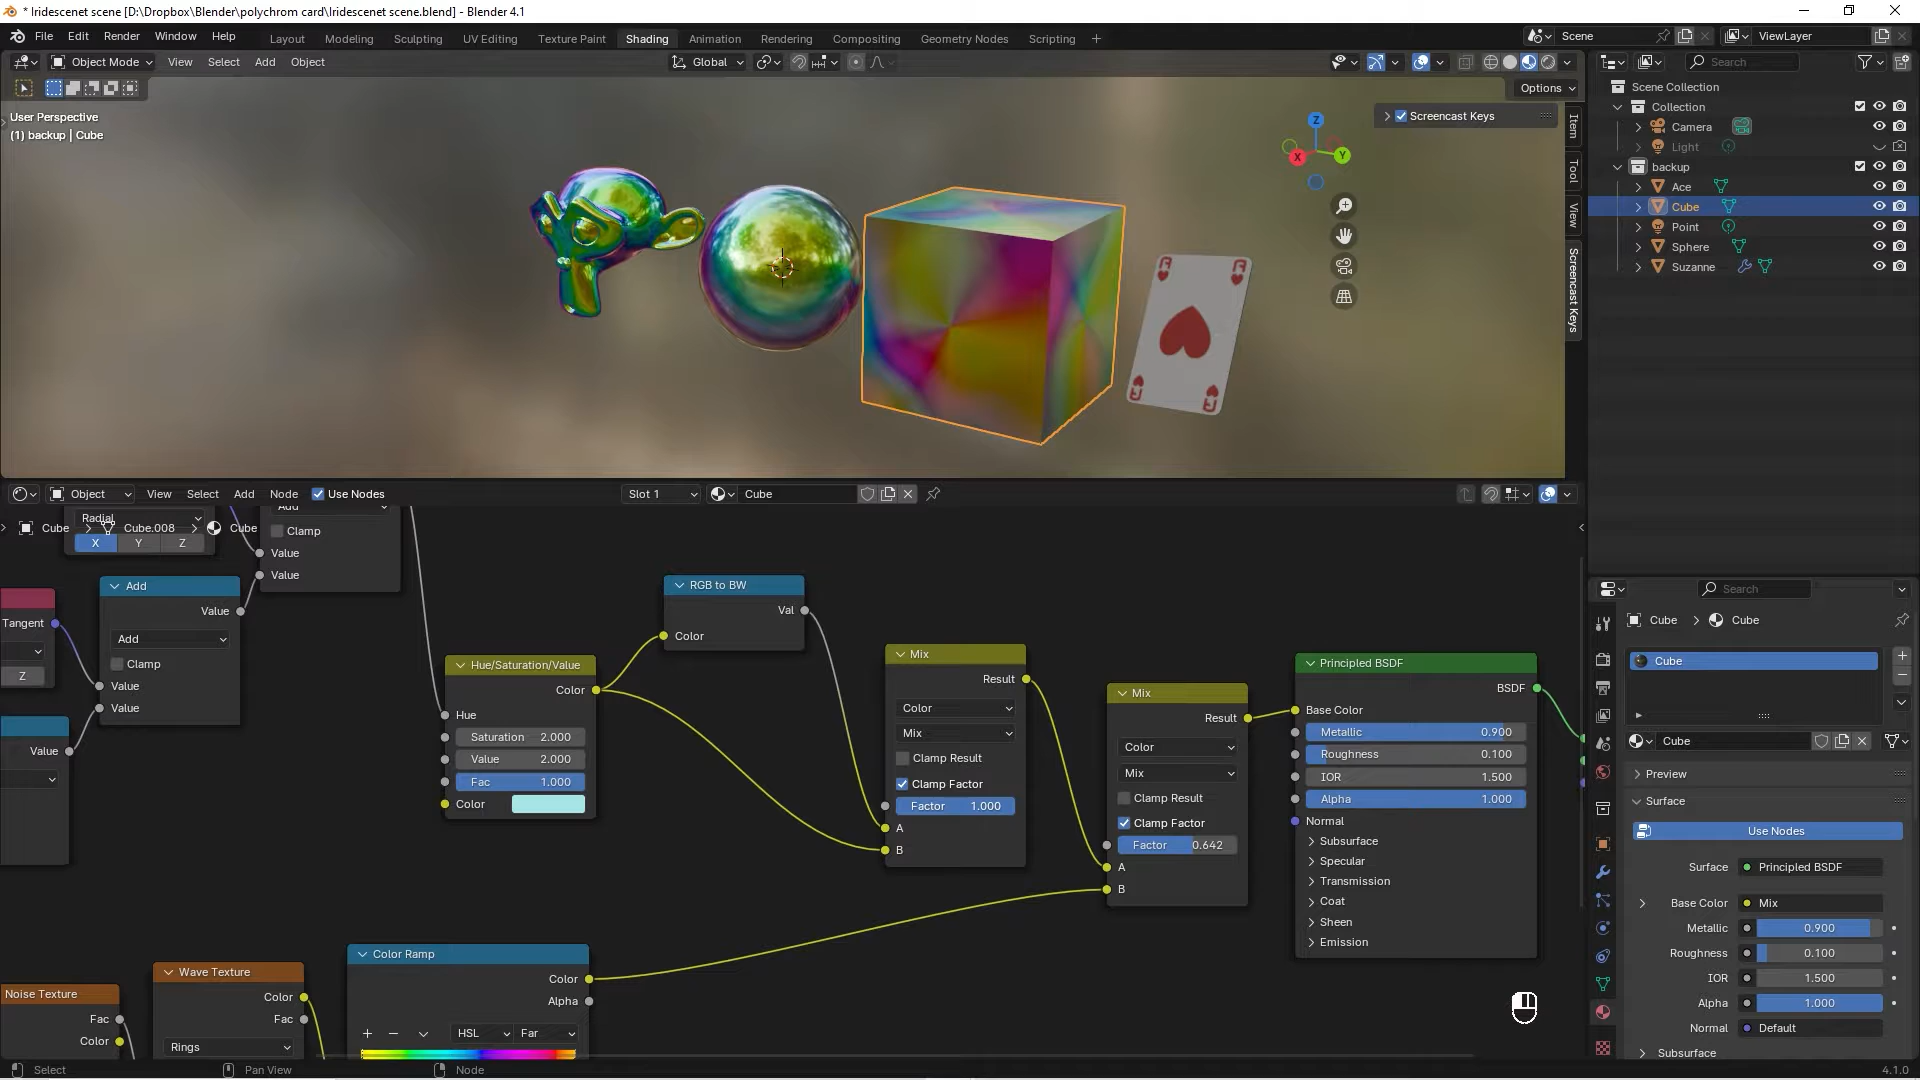 * Iridescenet scene [D:\Dropbox\Blender\polychrom card\Iridescenet scene.blend] - Blender 4.1
File Edit Render Window Help Layout Modeling Sculpting UV Editing Texture Paint Shading Animation Rendering Compositing Geometry Nodes Scripting + Scene ViewLayer
Object Mode View Select Add Object Global Search
Options
Scene Collection
User Perspective
(1) backup | Cube
Screencast Keys
Collection
Camera
Light
backup
Ace
Cube
Point
Sphere
Suzanne
Z
X
Y
Item
Tool
View
Screencast Keys
A
A
Object View Select Add Node Use Nodes Slot 1 Cube
Radial
Cube Cube.008 Cube
X Y Z
Add
Clamp
Value
Value
Add
Value
Add
Clamp
Value
Value
Tangent
Z
Value
RGB to BW
Val
Color
Hue/Saturation/Value
Color
Hue
Saturation 2.000
Value 2.000
Fac 1.000
Color
Mix
Result
Color
Mix
Clamp Result
Clamp Factor
Factor 1.000
A
B
Mix
Result
Color
Mix
Clamp Result
Clamp Factor
Factor 0.642
A
B
Principled BSDF
BSDF
Base Color
Metallic 0.900
Roughness 0.100
IOR 1.500
Alpha 1.000
Normal
Subsurface
Specular
Transmission
Coat
Sheen
Emission
Color Ramp
Color
Alpha
+ − HSL Far
Wave Texture
Color
Fac
Rings
Noise Texture
Fac
Color
Search
Cube Cube
Cube
Cube
Preview
Surface
Use Nodes
Surface Principled BSDF
Base Color Mix
Metallic 0.900
Roughness 0.100
IOR 1.500
Alpha 1.000
Normal Default
Subsurface
Select Pan View Node 4.1.0